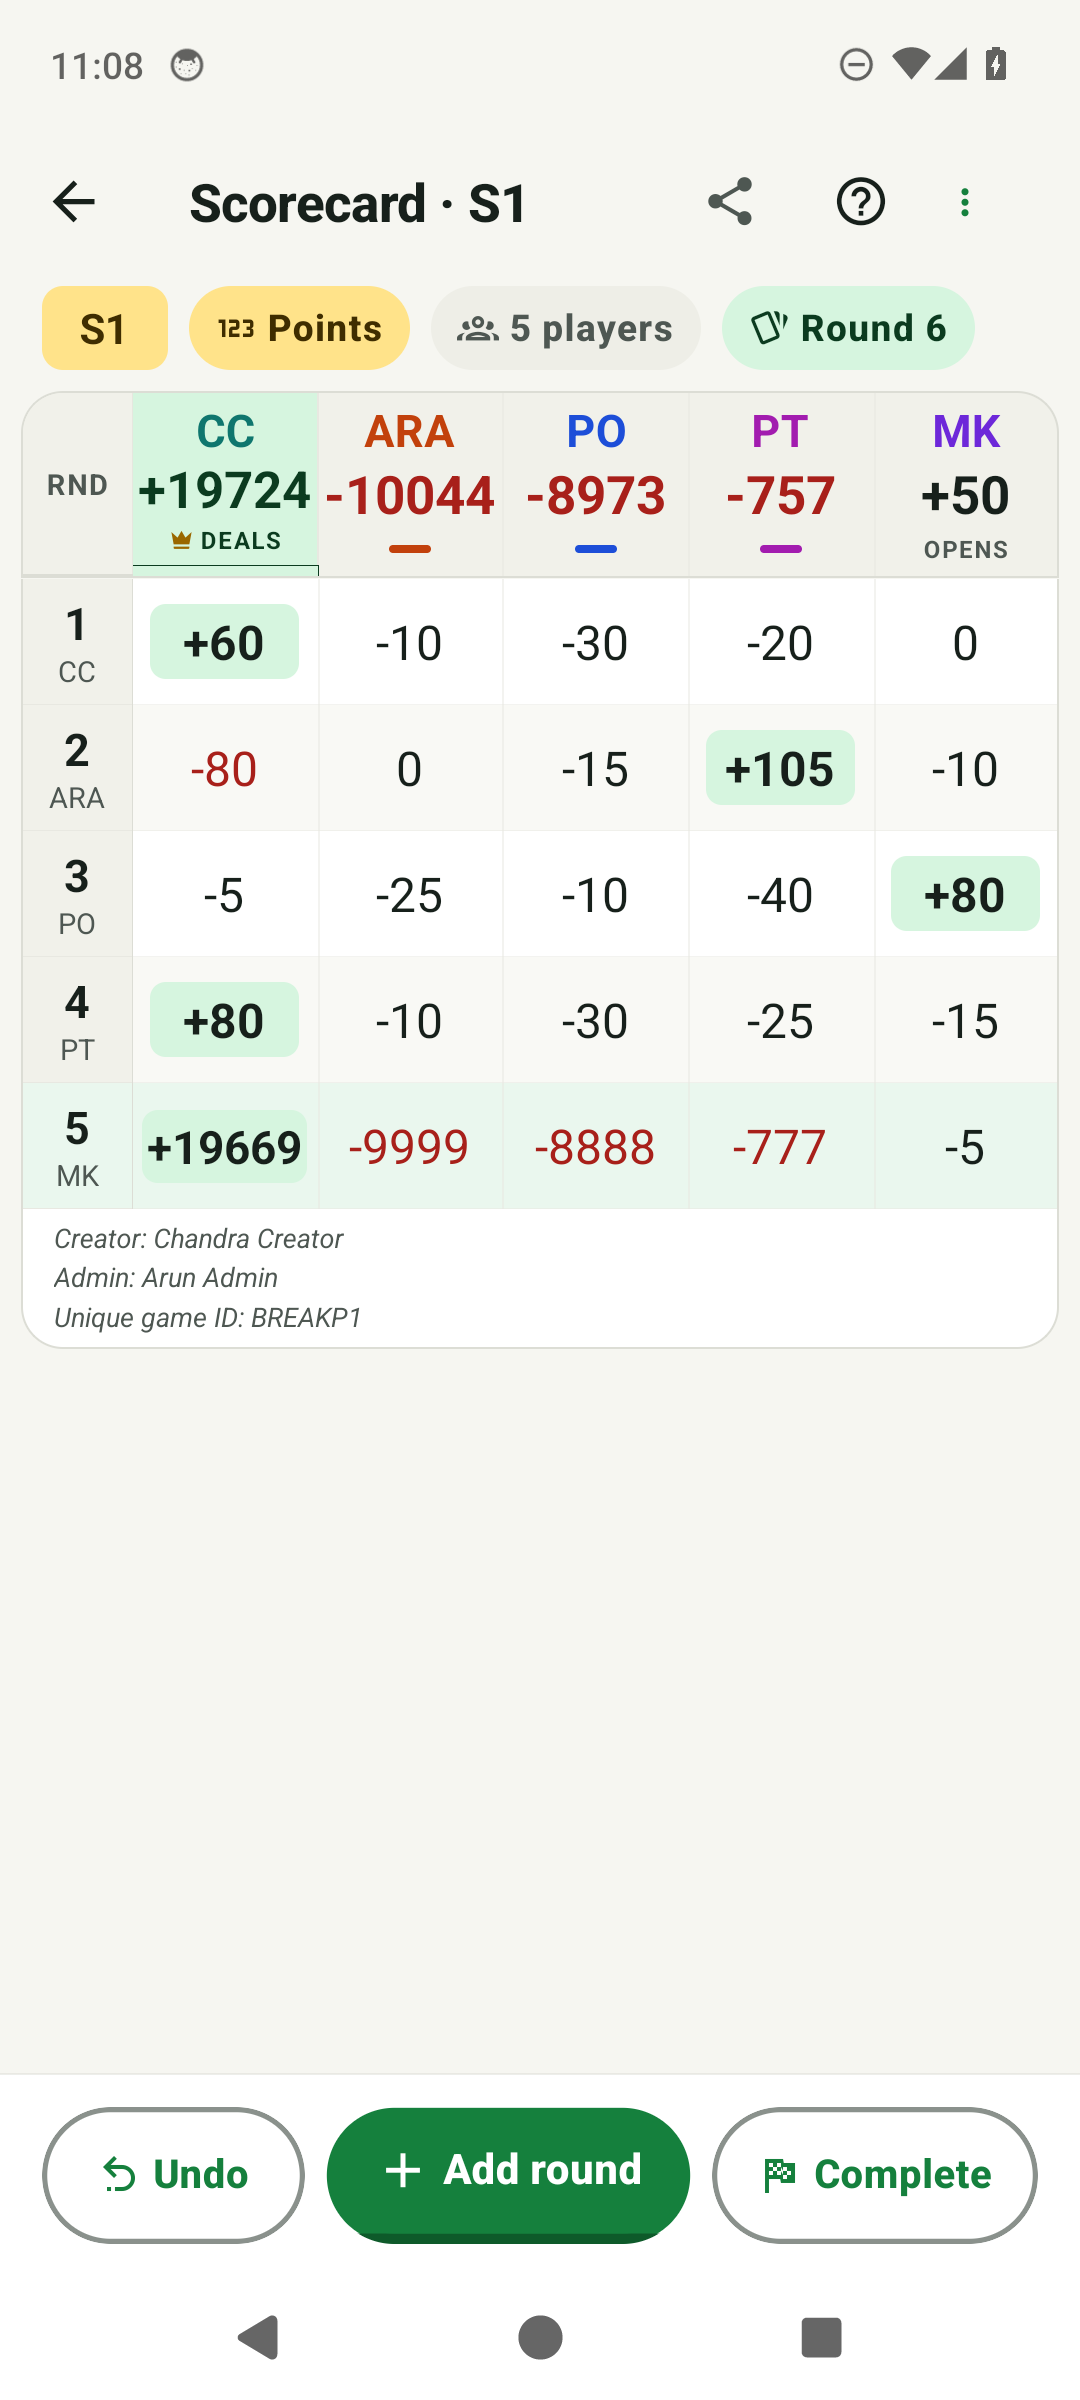 11:08
Scorecard · S1
S1 123 Points 5 players Round 6
RND CC ARA PO PT MK
+19724 -10044 -8973 -757 +50
DEALS OPENS
1 CC +60 -10 -30 -20 0
2 ARA -80 0 -15 +105 -10
3 PO -5 -25 -10 -40 +80
4 PT +80 -10 -30 -25 -15
5 MK +19669 -9999 -8888 -777 -5
Creator: Chandra Creator
Admin: Arun Admin
Unique game ID: BREAKP1
Undo Add round Complete